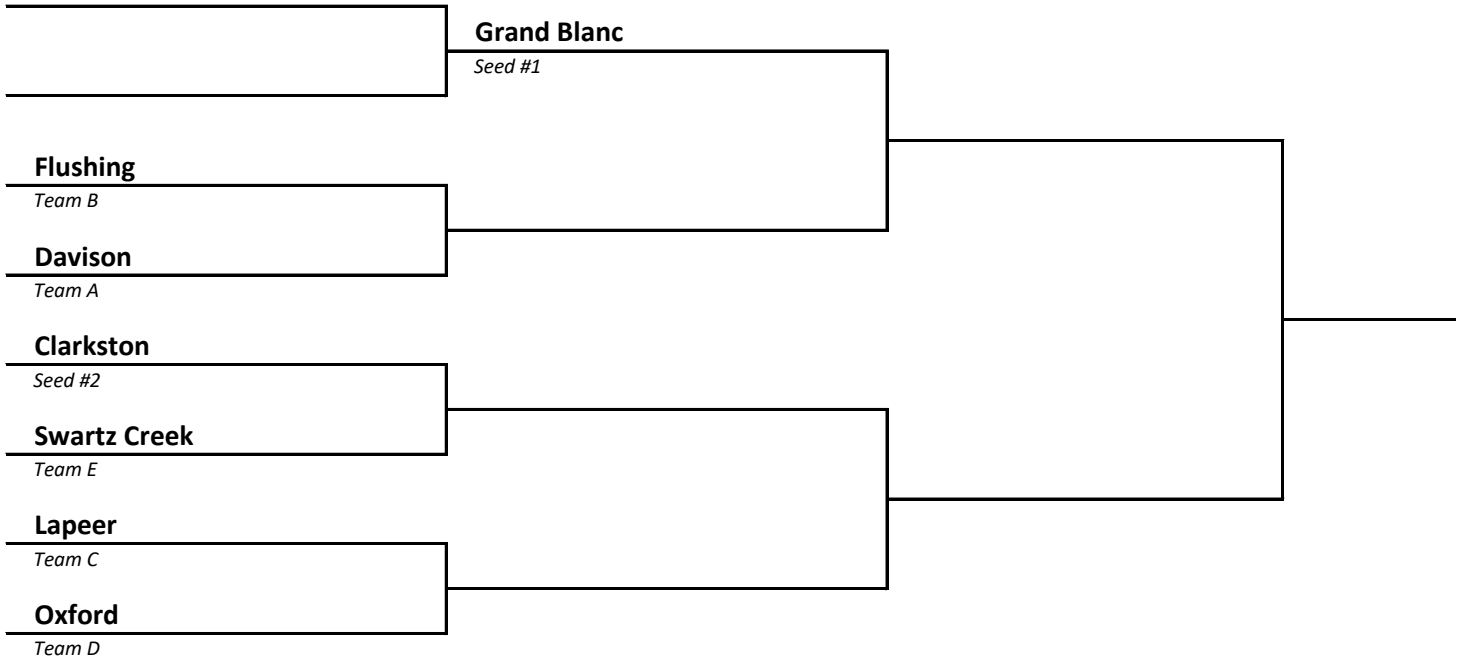 Grand Blanc
Seed #1
Flushing
Team B
Davison
Team A
Clarkston
Seed #2
Swartz Creek
Team E
Lapeer
Team C
Oxford
Team D